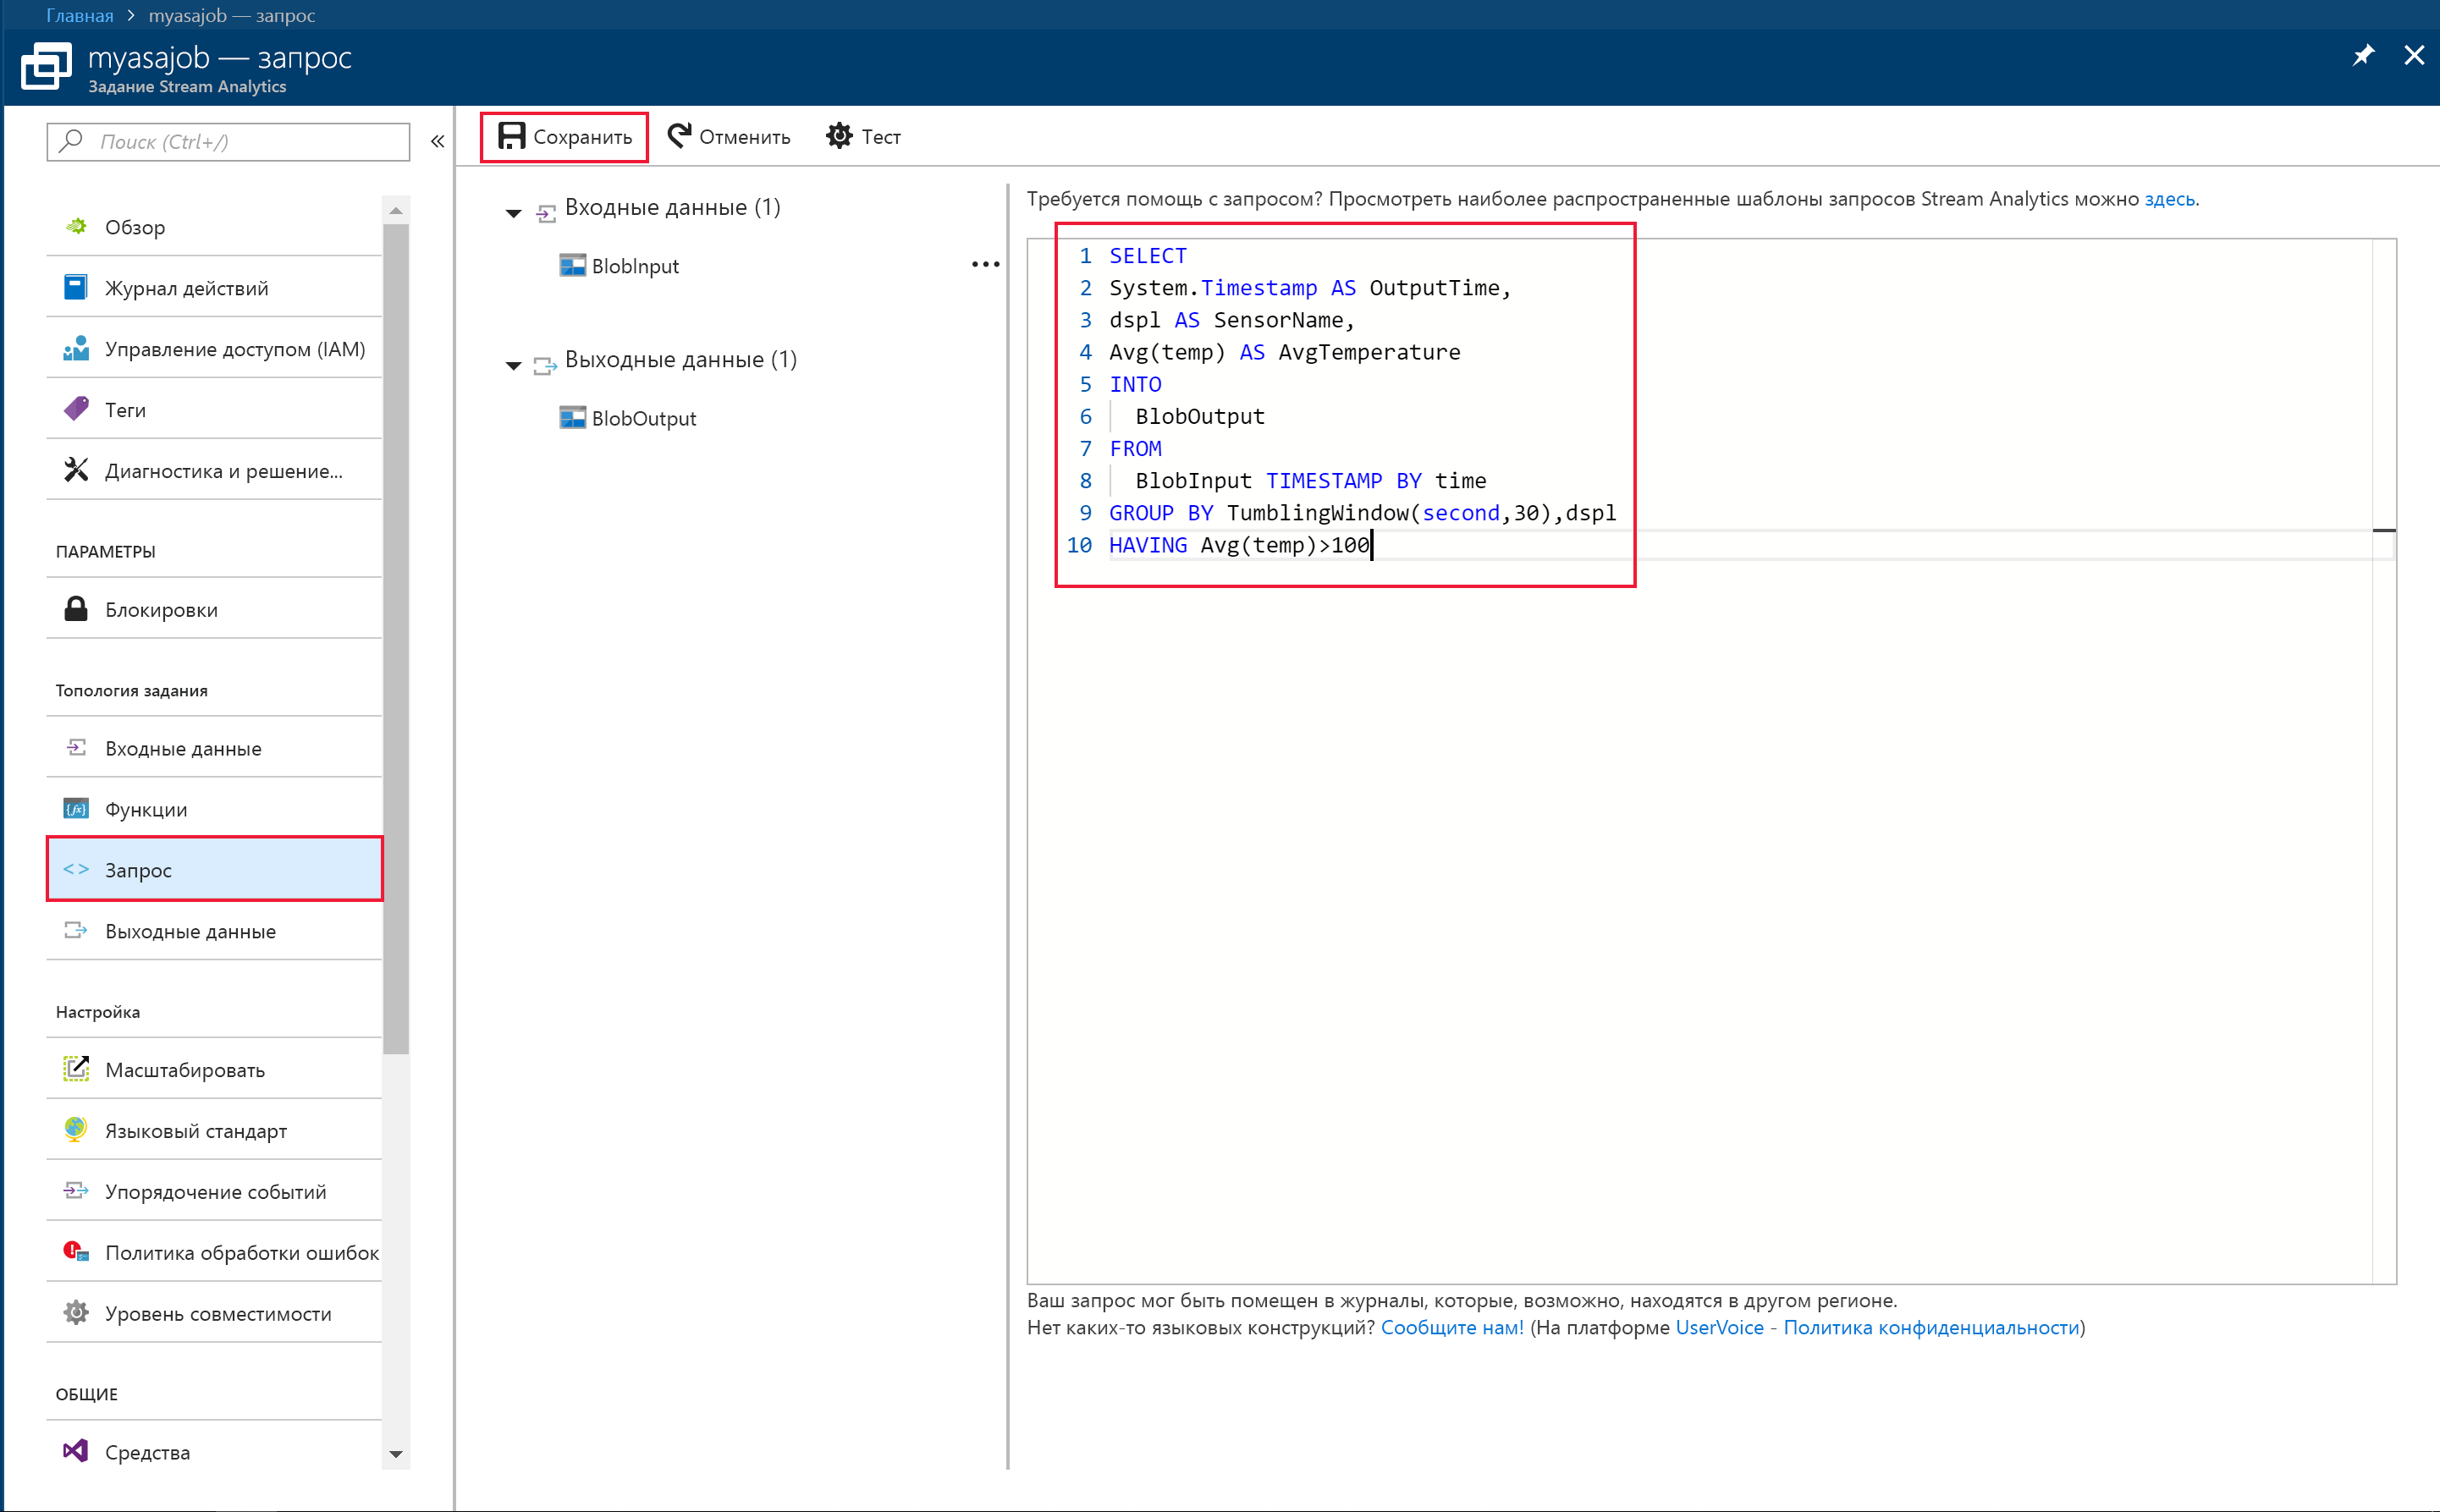 Главная > myasajob — запрос
myasajob — запрос
Задание Stream Analytics
Поиск (Ctrl+/)
«
Обзор
Журнал действий
Управление доступом (IAM)
Теги
Диагностика и решение...
ПАРАМЕТРЫ
Блокировки
Топология задания
Входные данные
Функции
Запрос
Выходные данные
Настройка
Масштабировать
Языковый стандарт
Упорядочение событий
Политика обработки ошибок
Уровень совместимости
ОБЩИЕ
Средства
Сохранить
Отменить
Тест
Входные данные (1)
BlobInput
Выходные данные (1)
BlobOutput
Требуется помощь с запросом? Просмотреть наиболее распространенные шаблоны запросов Stream Analytics можно здесь.
1 SELECT
2 System.Timestamp AS OutputTime,
3 dspl AS SensorName,
4 Avg(temp) AS AvgTemperature
5 INTO
6 BlobOutput
7 FROM
8 BlobInput TIMESTAMP BY time
9 GROUP BY TumblingWindow(second,30),dspl
10 HAVING Avg(temp)>100
Ваш запрос мог быть помещен в журналы, которые, возможно, находятся в другом регионе.
Нет каких-то языковых конструкций? Сообщите нам! (На платформе UserVoice - Политика конфиденциальности)